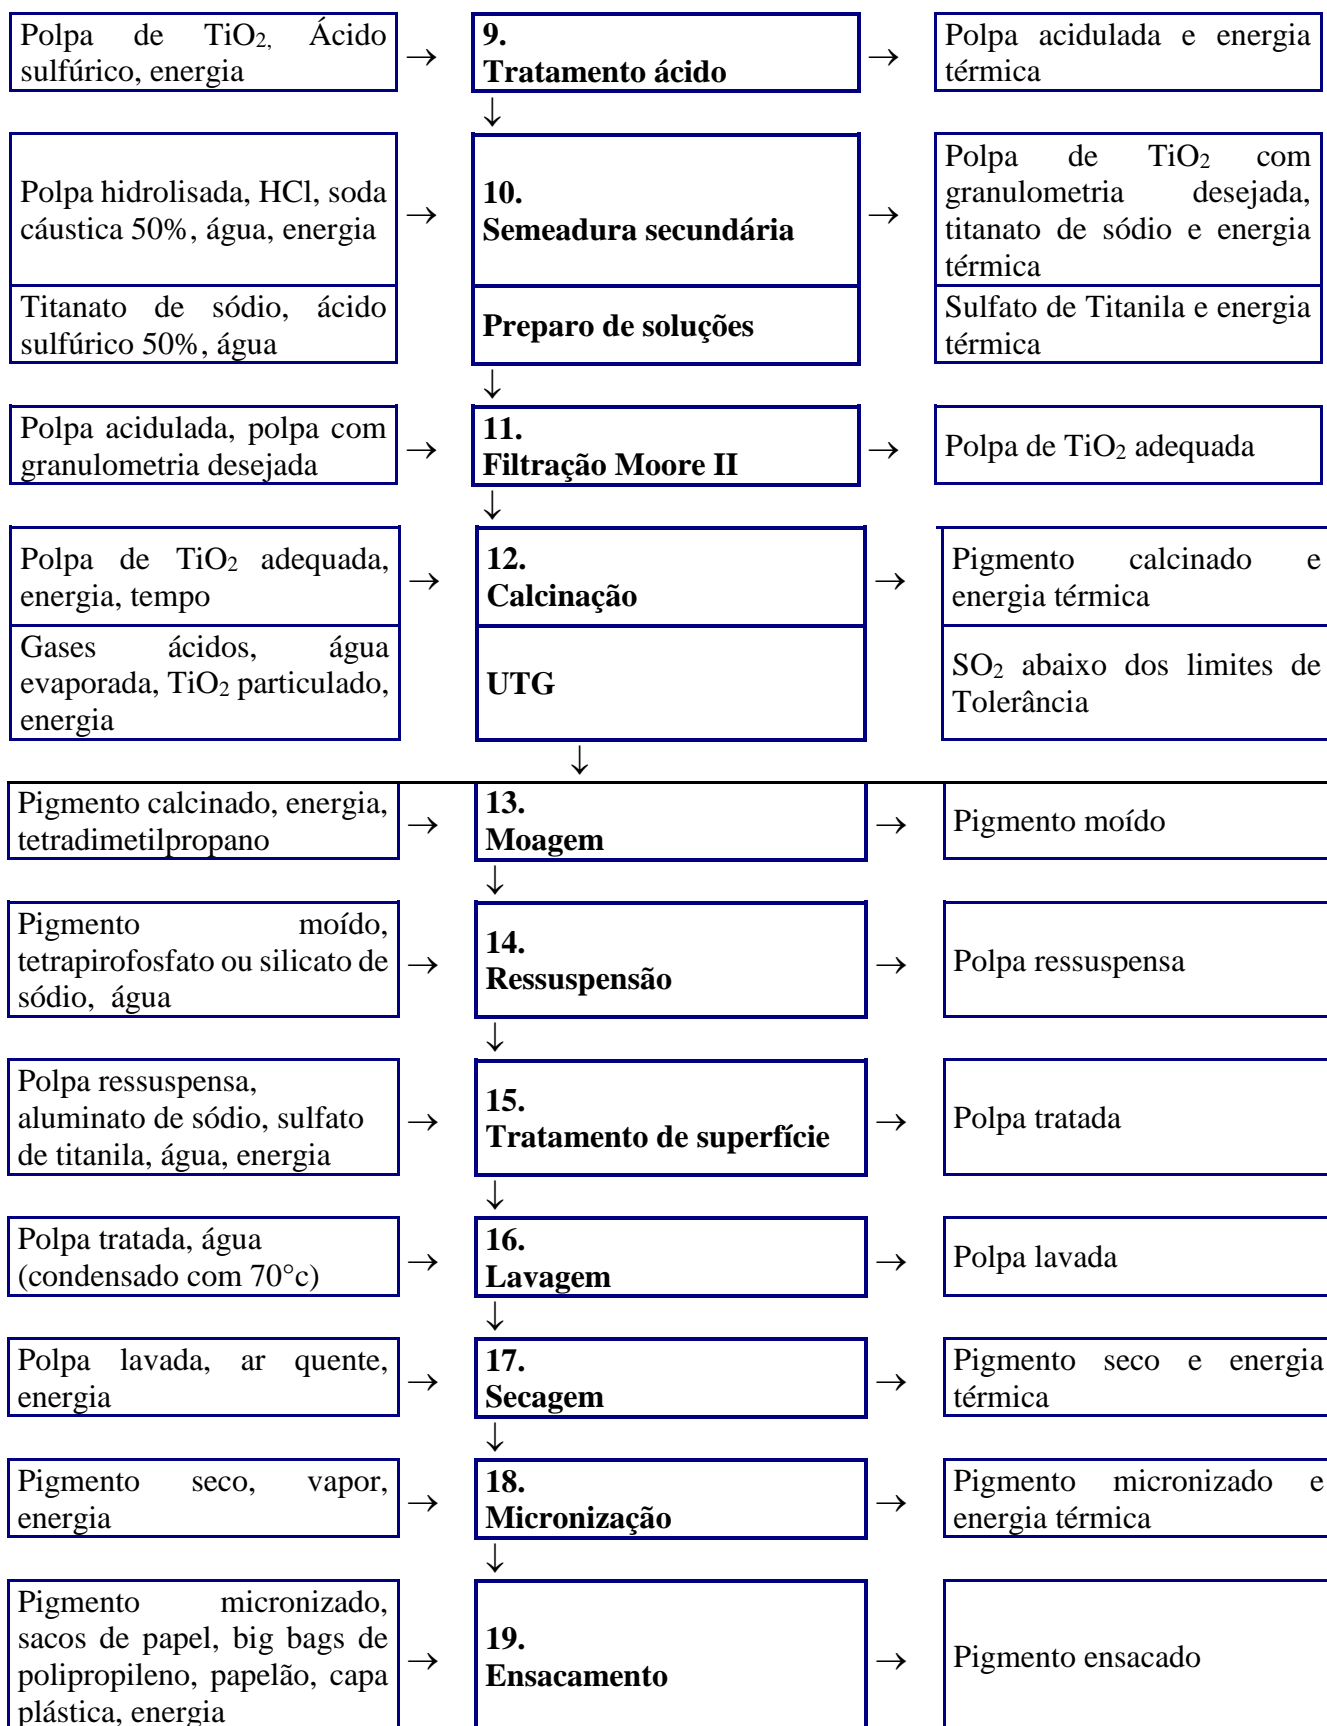 Polpa de TiO2, Ácido
sulfúrico, energia
→
9.
Tratamento ácido
→
Polpa acidulada e energia
térmica
↓
Polpa hidrolisada, HCl, soda
cáustica 50%, água, energia
→
10.
Semeadura secundária
→
Polpa de TiO2 com
granulometria desejada,
titanato de sódio e energia
térmica
Titanato de sódio, ácido
sulfúrico 50%, água
Preparo de soluções
Sulfato de Titanila e energia
térmica
↓
Polpa acidulada, polpa com
granulometria desejada
→
11.
Filtração Moore II
→
Polpa de TiO2 adequada
↓
Polpa de TiO2 adequada,
energia, tempo
→
12.
Calcinação
→
Pigmento calcinado e
energia térmica
Gases ácidos, água
evaporada, TiO2 particulado,
energia
UTG
SO2 abaixo dos limites de
Tolerância
↓
Pigmento calcinado, energia,
tetradimetilpropano
→
13.
Moagem
→
Pigmento moído
↓
Pigmento moído,
tetrapirofosfato ou silicato de
sódio, água
→
14.
Ressuspensão
→
Polpa ressuspensa
↓
Polpa ressuspensa,
aluminato de sódio, sulfato
de titanila, água, energia
→
15.
Tratamento de superfície
→
Polpa tratada
↓
Polpa tratada, água
(condensado com 70°c)
→
16.
Lavagem
→
Polpa lavada
↓
Polpa lavada, ar quente,
energia
→
17.
Secagem
→
Pigmento seco e energia
térmica
↓
Pigmento seco, vapor,
energia
→
18.
Micronização
→
Pigmento micronizado e
energia térmica
↓
Pigmento micronizado,
sacos de papel, big bags de
polipropileno, papelão, capa
plástica, energia
→
19.
Ensacamento
→
Pigmento ensacado